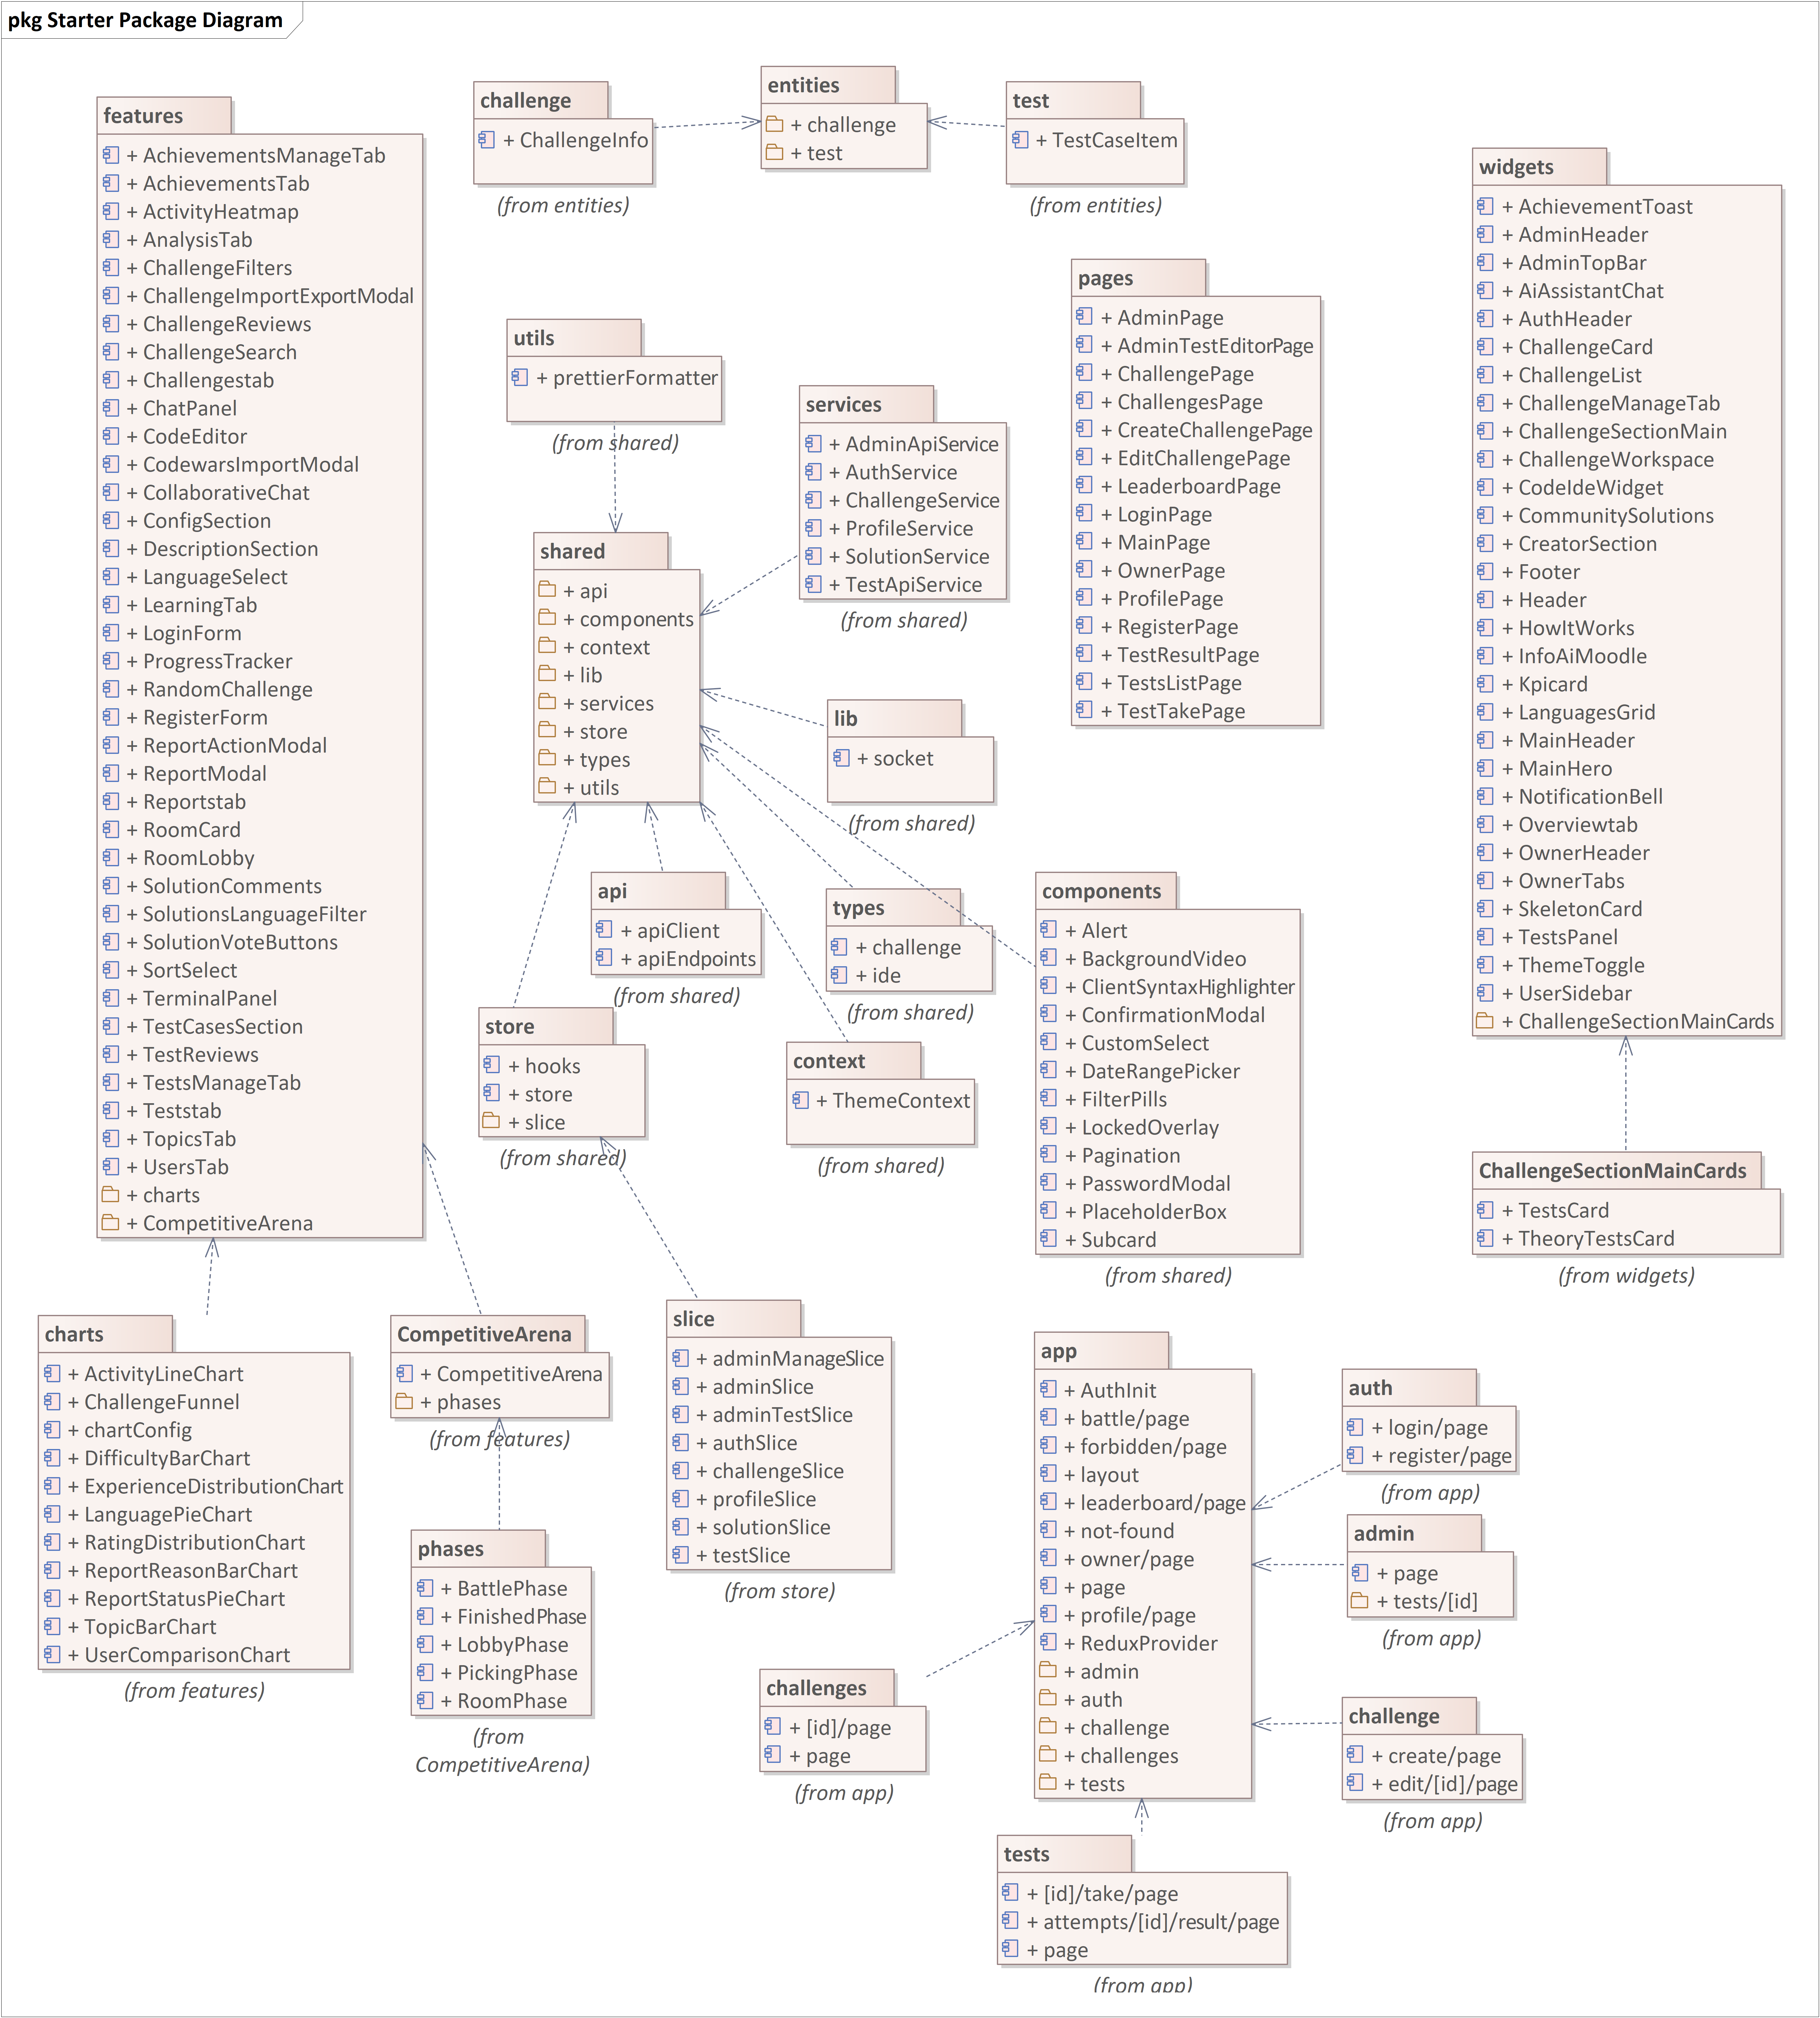 pkg Starter Package Diagram
features
+ AchievementsManageTab
+ AchievementsTab
+ ActivityHeatmap
+ AnalysisTab
+ ChallengeFilters
+ ChallengeImportExportModal
+ ChallengeReviews
+ ChallengeSearch
+ Challengestab
+ ChatPanel
+ CodeEditor
+ CodewarsImportModal
+ CollaborativeChat
+ ConfigSection
+ DescriptionSection
+ LanguageSelect
+ LearningTab
+ LoginForm
+ ProgressTracker
+ RandomChallenge
+ RegisterForm
+ ReportActionModal
+ ReportModal
+ Reportstab
+ RoomCard
+ RoomLobby
+ SolutionComments
+ SolutionsLanguageFilter
+ SolutionVoteButtons
+ SortSelect
+ TerminalPanel
+ TestCasesSection
+ TestReviews
+ TestsManageTab
+ Teststab
+ TopicsTab
+ UsersTab
+ charts
+ CompetitiveArena
challenge
+ ChallengeInfo
(from entities)
entities
+ challenge
+ test
test
+ TestCaseItem
(from entities)
widgets
+ AchievementToast
+ AdminHeader
+ AdminTopBar
+ AiAssistantChat
+ AuthHeader
+ ChallengeCard
+ ChallengeList
+ ChallengeManageTab
+ ChallengeSectionMain
+ ChallengeWorkspace
+ CodeIdeWidget
+ CommunitySolutions
+ CreatorSection
+ Footer
+ Header
+ HowItWorks
+ InfoAiMoodle
+ Kpicard
+ LanguagesGrid
+ MainHeader
+ MainHero
+ NotificationBell
+ Overviewtab
+ OwnerHeader
+ OwnerTabs
+ SkeletonCard
+ TestsPanel
+ ThemeToggle
+ UserSidebar
+ ChallengeSectionMainCards
pages
+ AdminPage
+ AdminTestEditorPage
+ ChallengePage
+ ChallengesPage
+ CreateChallengePage
+ EditChallengePage
+ LeaderboardPage
+ LoginPage
+ MainPage
+ OwnerPage
+ ProfilePage
+ RegisterPage
+ TestResultPage
+ TestsListPage
+ TestTakePage
utils
+ prettierFormatter
(from shared)
services
+ AdminApiService
+ AuthService
+ ChallengeService
+ ProfileService
+ SolutionService
+ TestApiService
(from shared)
shared
+ api
+ components
+ context
+ lib
+ services
+ store
+ types
+ utils
lib
+ socket
(from shared)
api
+ apiClient
+ apiEndpoints
(from shared)
types
+ challenge
+ ide
(from shared)
components
+ Alert
+ BackgroundVideo
+ ClientSyntaxHighlighter
+ ConfirmationModal
+ CustomSelect
+ DateRangePicker
+ FilterPills
+ LockedOverlay
+ Pagination
+ PasswordModal
+ PlaceholderBox
+ Subcard
(from shared)
store
+ hooks
+ store
+ slice
(from shared)
context
+ ThemeContext
(from shared)
ChallengeSectionMainCards
+ TestsCard
+ TheoryTestsCard
(from widgets)
charts
+ ActivityLineChart
+ ChallengeFunnel
+ chartConfig
+ DifficultyBarChart
+ ExperienceDistributionChart
+ LanguagePieChart
+ RatingDistributionChart
+ ReportReasonBarChart
+ ReportStatusPieChart
+ TopicBarChart
+ UserComparisonChart
(from features)
CompetitiveArena
+ CompetitiveArena
+ phases
(from features)
phases
+ BattlePhase
+ FinishedPhase
+ LobbyPhase
+ PickingPhase
+ RoomPhase
(from
CompetitiveArena)
slice
+ adminManageSlice
+ adminSlice
+ adminTestSlice
+ authSlice
+ challengeSlice
+ profileSlice
+ solutionSlice
+ testSlice
(from store)
app
+ AuthInit
+ battle/page
+ forbidden/page
+ layout
+ leaderboard/page
+ not-found
+ owner/page
+ page
+ profile/page
+ ReduxProvider
+ admin
+ auth
+ challenge
+ challenges
+ tests
auth
+ login/page
+ register/page
(from app)
admin
+ page
+ tests/[id]
(from app)
challenges
+ [id]/page
+ page
(from app)
challenge
+ create/page
+ edit/[id]/page
(from app)
tests
+ [id]/take/page
+ attempts/[id]/result/page
+ page
(from app)